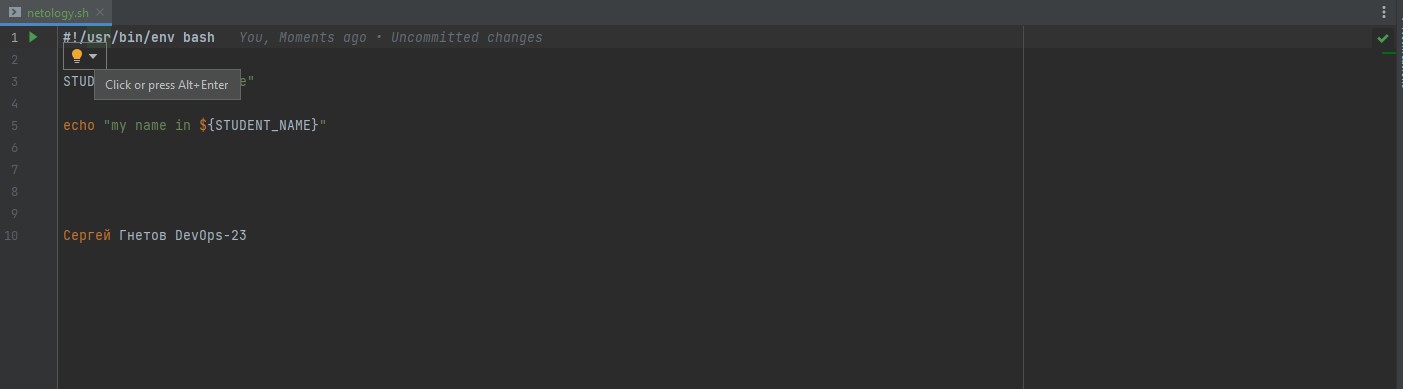 netology.sh
1 #!/usr/bin/env bash You, Moments ago • Uncommitted changes
2
3 STUD e"
Click or press Alt+Enter
4
5 echo "my name in ${STUDENT_NAME}"
6
7
8
9
10 Сергей Гнетов DevOps-23